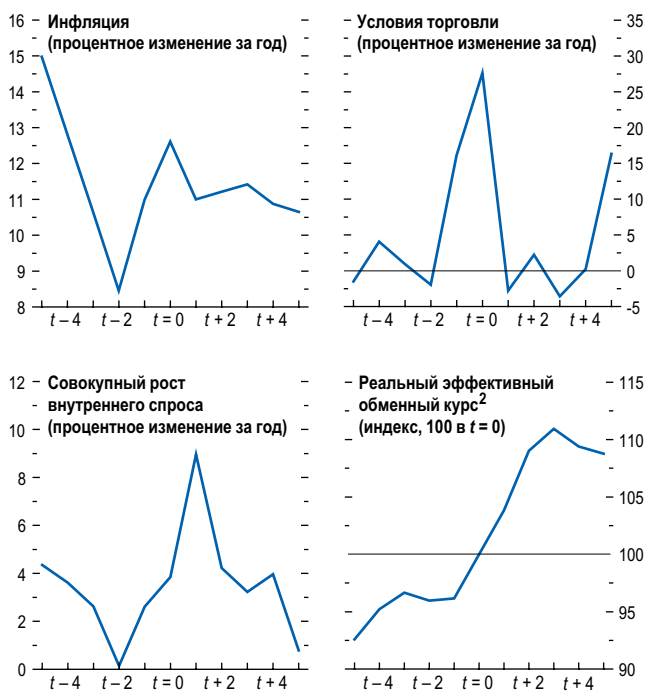 Инфляция
(процентное изменение за год)
16
15
14
13
12
11
10
9
8
t – 4 t – 2 t = 0 t + 2 t + 4
Условия торговли
(процентное изменение за год)
35
30
25
20
15
10
5
0
-5
t – 4 t – 2 t = 0 t + 2 t + 4
Совокупный рост
внутреннего спроса
(процентное изменение за год)
12
10
8
6
4
2
0
t – 4 t – 2 t = 0 t + 2 t + 4
Реальный эффективный
обменный курс2
(индекс, 100 в t = 0)
115
110
105
100
95
90
t – 4 t – 2 t = 0 t + 2 t + 4